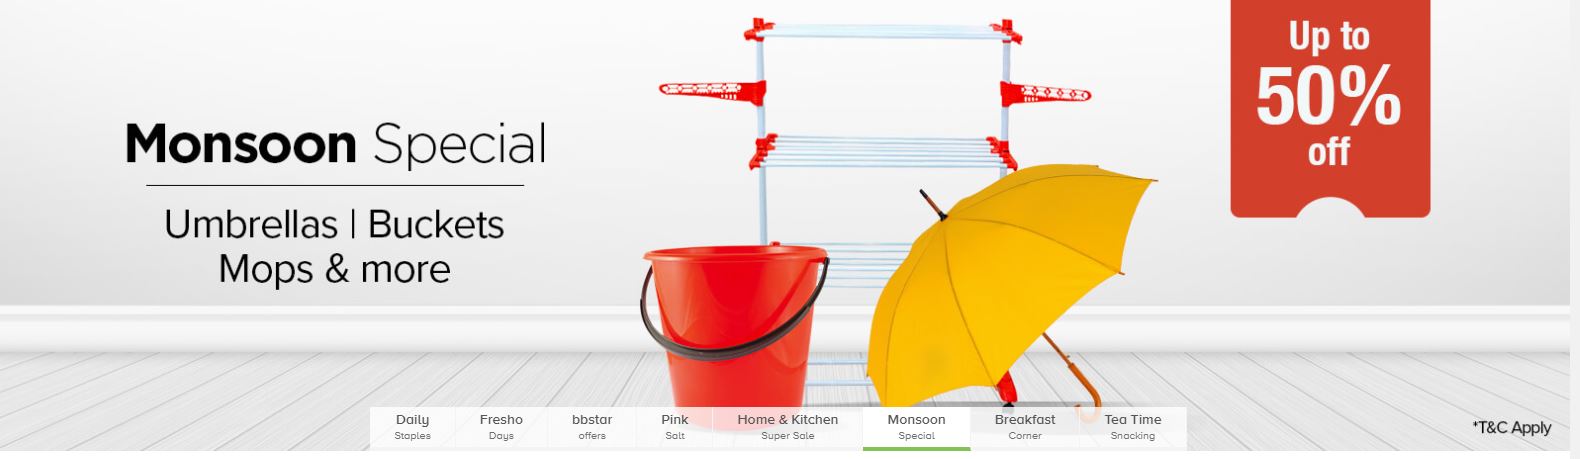 Monsoon Special
Umbrellas | Buckets
Mops & more
Up to
50%
off
Daily
Staples
Fresho
Days
bbstar
offers
Pink
Salt
Home & Kitchen
Super Sale
Monsoon
Special
Breakfast
Corner
Tea Time
Snacking
*T&C Apply